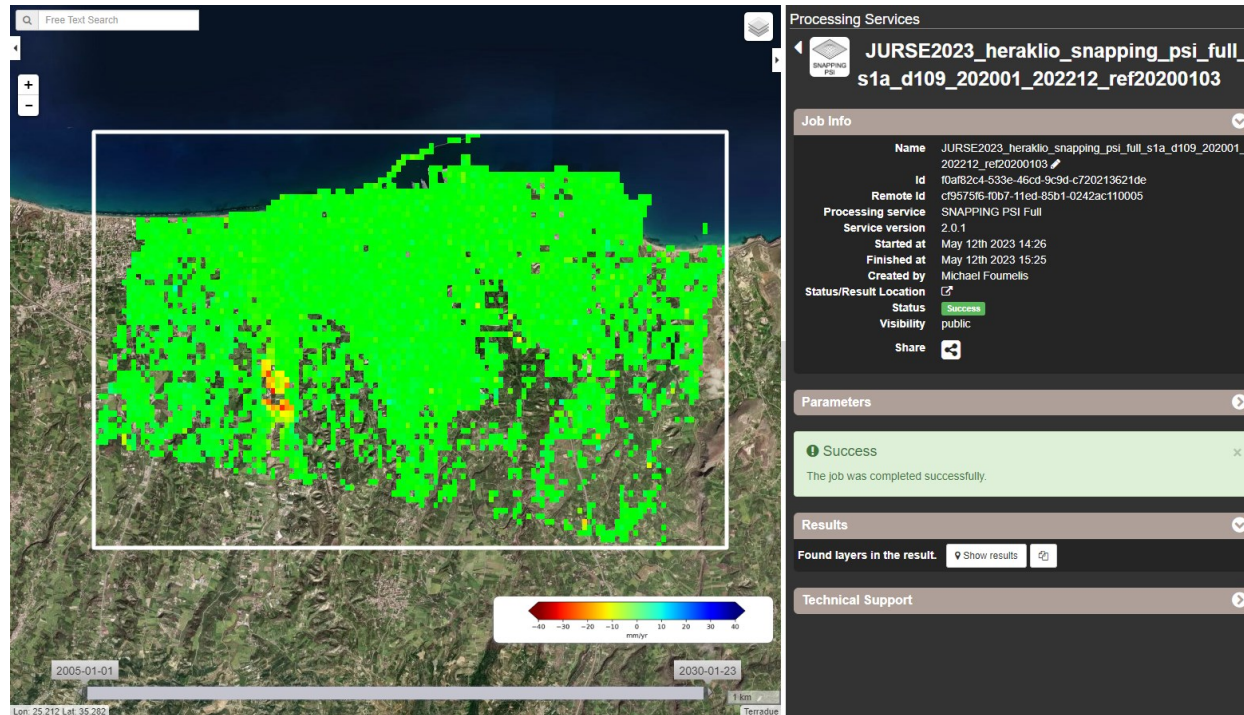 Free Text Search
+
−
−40 −30 −20 −10 0 10 20 30 40
mm/yr
2005-01-01
2030-01-23
1 km
Lon: 25.212 Lat: 35.282
Terradue
Processing Services
SNAPPING
PSI
JURSE2023_heraklio_snapping_psi_full_
s1a_d109_202001_202212_ref20200103
Job Info
Name JURSE2023_heraklio_snapping_psi_full_s1a_d109_202001_
202212_ref20200103
Id f0af82c4-533e-46cd-9c9d-c720213621de
Remote Id cf9575f6-f0b7-11ed-85b1-0242ac110005
Processing service SNAPPING PSI Full
Service version 2.0.1
Started at May 12th 2023 14:26
Finished at May 12th 2023 15:25
Created by Michael Foumelis
Status/Result Location
Status Success
Visibility public
Share
Parameters
Success ×
The job was completed successfully.
Results
Found layers in the result. Show results
Technical Support